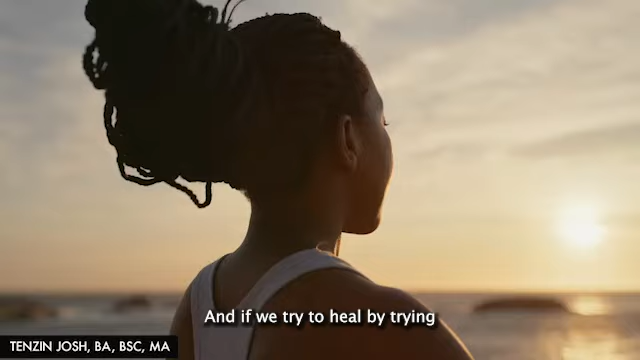 And if we try to heal by trying
TENZIN JOSH, BA, BSC, MA